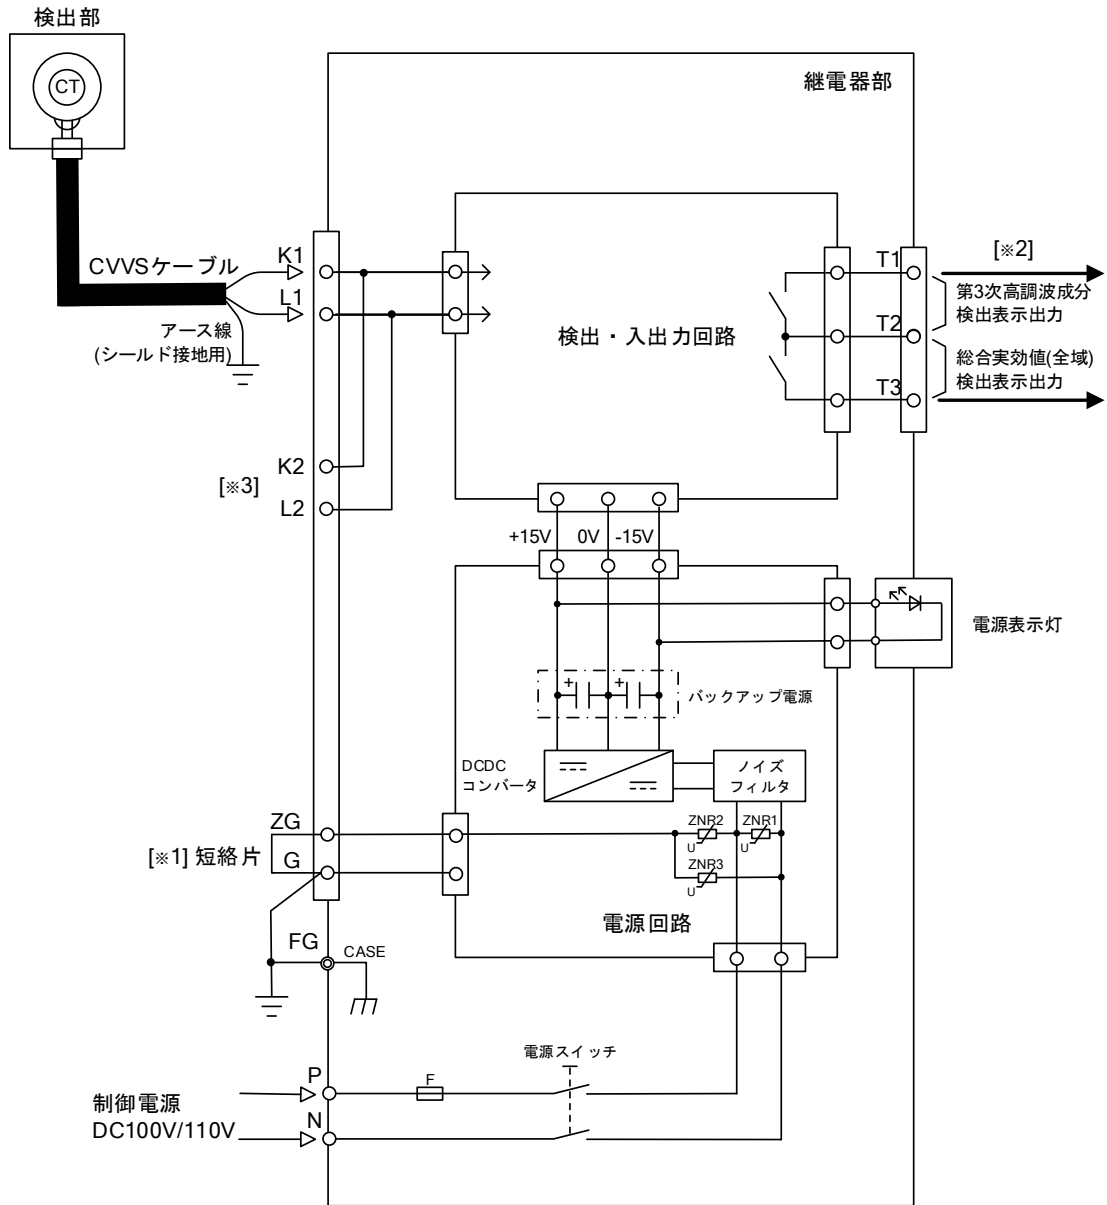 検出部
CT
継電器部
CVVSケーブル
K1
L1
アース線
(シールド接地用)
K2
[※3]
L2
検出・入出力回路
T1
T2
T3
[※2]
第3次高調波成分
検出表示出力
総合実効値(全域)
検出表示出力
+15V
0V
-15V
電源表示灯
+
+
バックアップ電源
DCDC
コンバータ
ノイズ
フィルタ
ZG
[※1] 短絡片
G
ZNR2
U
ZNR1
U
ZNR3
U
電源回路
FG
CASE
電源スイッチ
P
F
制御電源
DC100V/110V
N